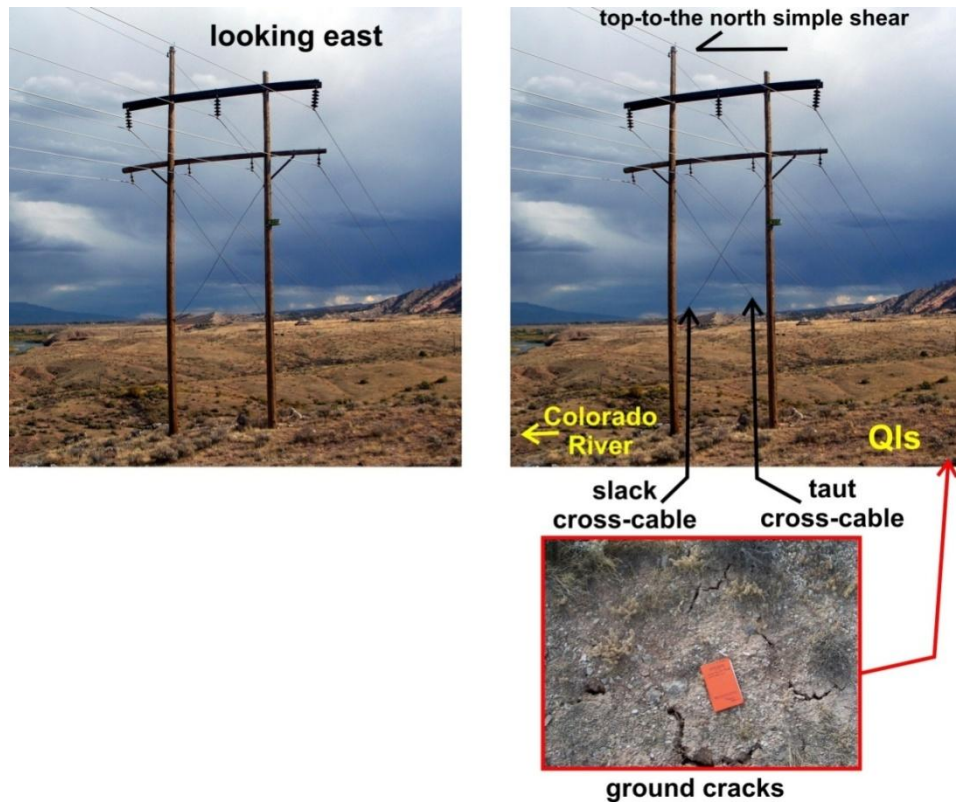 looking east
top-to-the north simple shear
Colorado
River
Qls
slack
cross-cable
taut
cross-cable
ground cracks